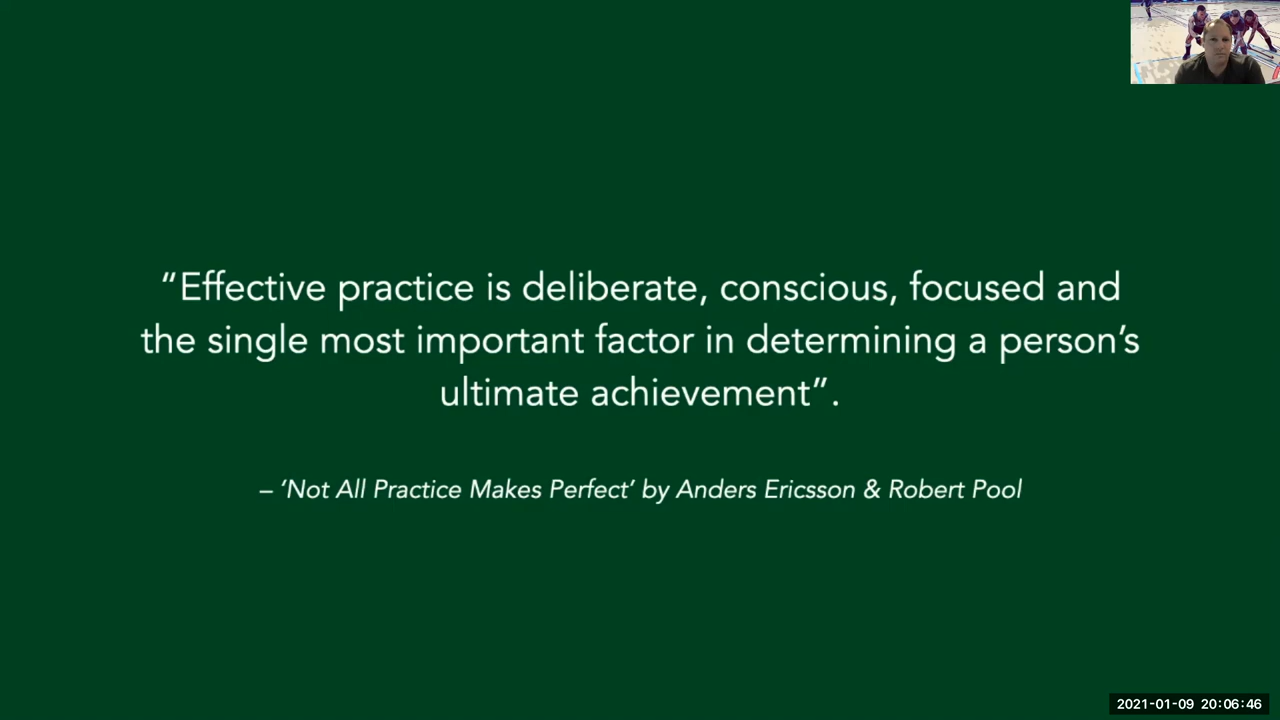 “Effective practice is deliberate, conscious, focused and
the single most important factor in determining a person’s
ultimate achievement”.
– ‘Not All Practice Makes Perfect’ by Anders Ericsson & Robert Pool
2021-01-09 20:06:46